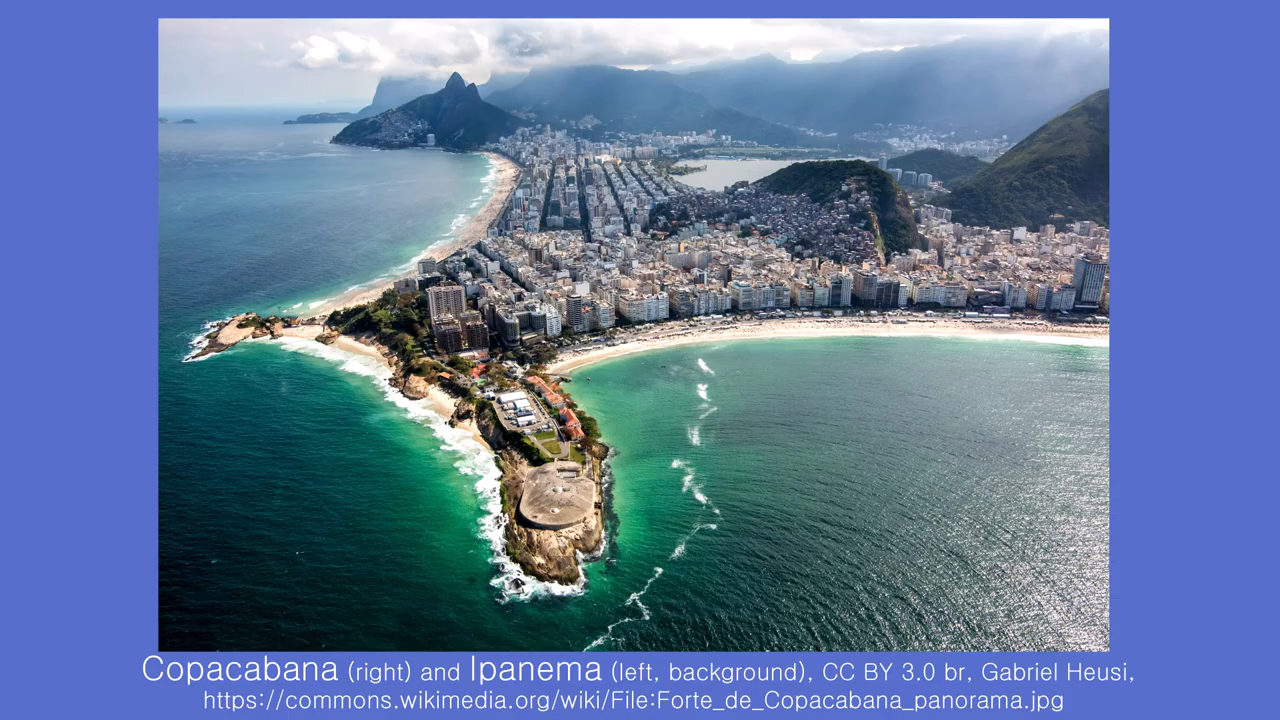 Copacabana (right) and Ipanema (left, background), CC BY 3.0 br, Gabriel Heusi,
https://commons.wikimedia.org/wiki/File:Forte_de_Copacabana_panorama.jpg